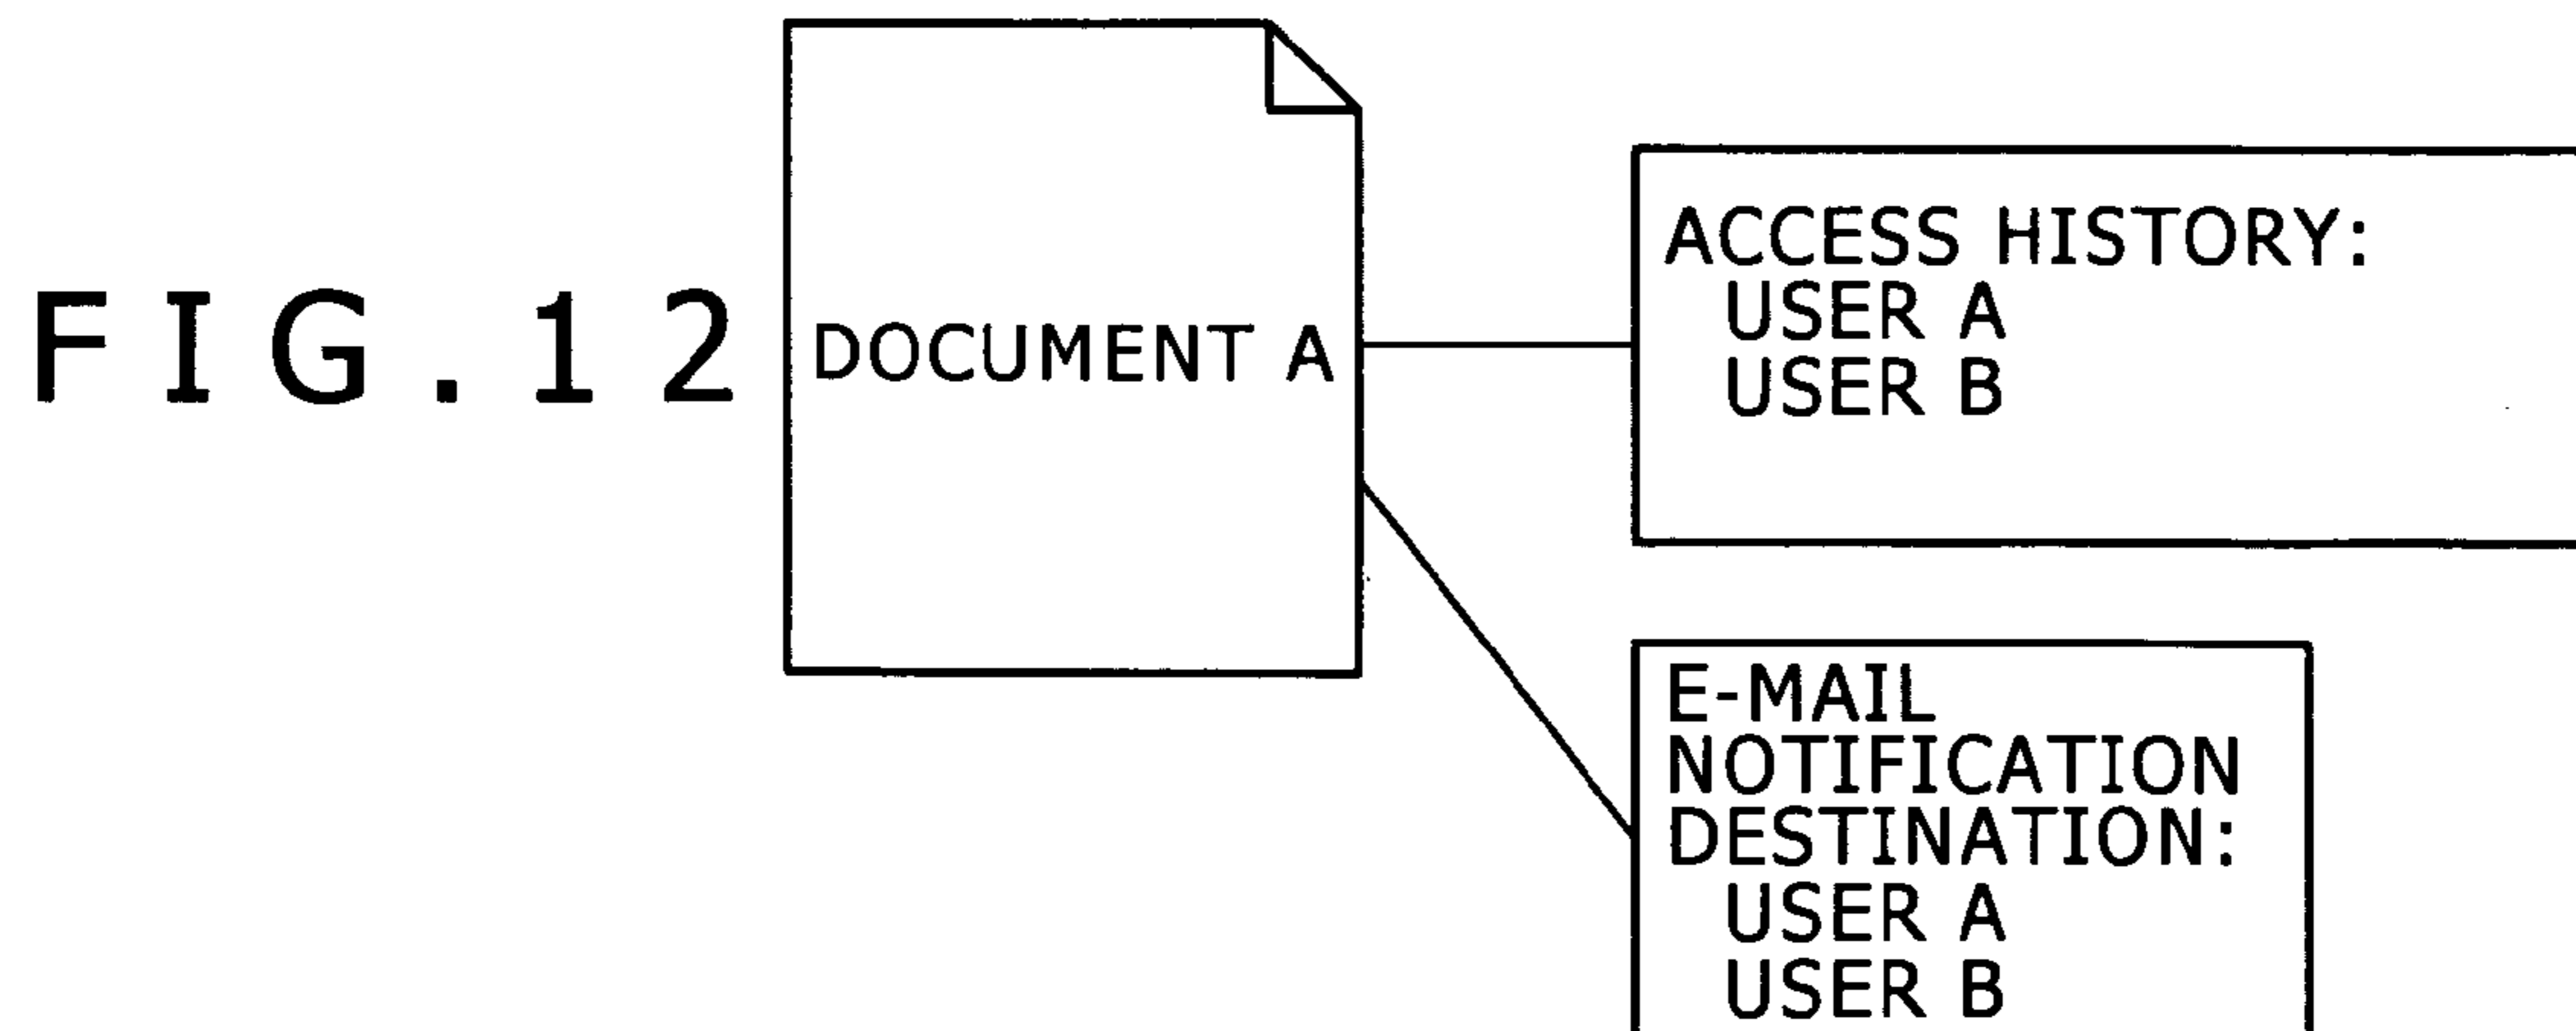 FIG.12
DOCUMENT A
ACCESS HISTORY:
USER A
USER B
E-MAIL
NOTIFICATION
DESTINATION:
USER A
USER B